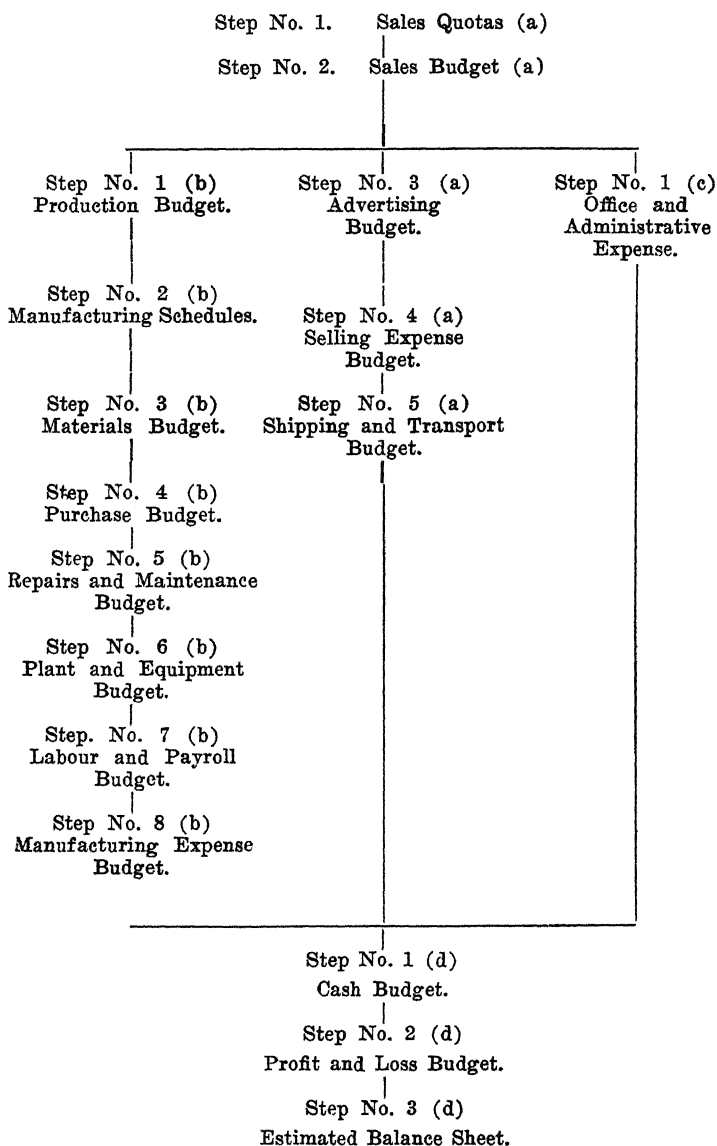 Step No. 1. Sales Quotas (a)
Step No. 2. Sales Budget (a)
Step No. 1 (b)
Production Budget.
Step No. 2 (b)
Manufacturing Schedules.
Step No. 3 (b)
Materials Budget.
Step No. 4 (b)
Purchase Budget.
Step No. 5 (b)
Repairs and Maintenance
Budget.
Step No. 6 (b)
Plant and Equipment
Budget.
Step. No. 7 (b)
Labour and Payroll
Budget.
Step No. 8 (b)
Manufacturing Expense
Budget.
Step No. 3 (a)
Advertising
Budget.
Step No. 4 (a)
Selling Expense
Budget.
Step No. 5 (a)
Shipping and Transport
Budget.
Step No. 1 (c)
Office and
Administrative
Expense.
Step No. 1 (d)
Cash Budget.
Step No. 2 (d)
Profit and Loss Budget.
Step No. 3 (d)
Estimated Balance Sheet.